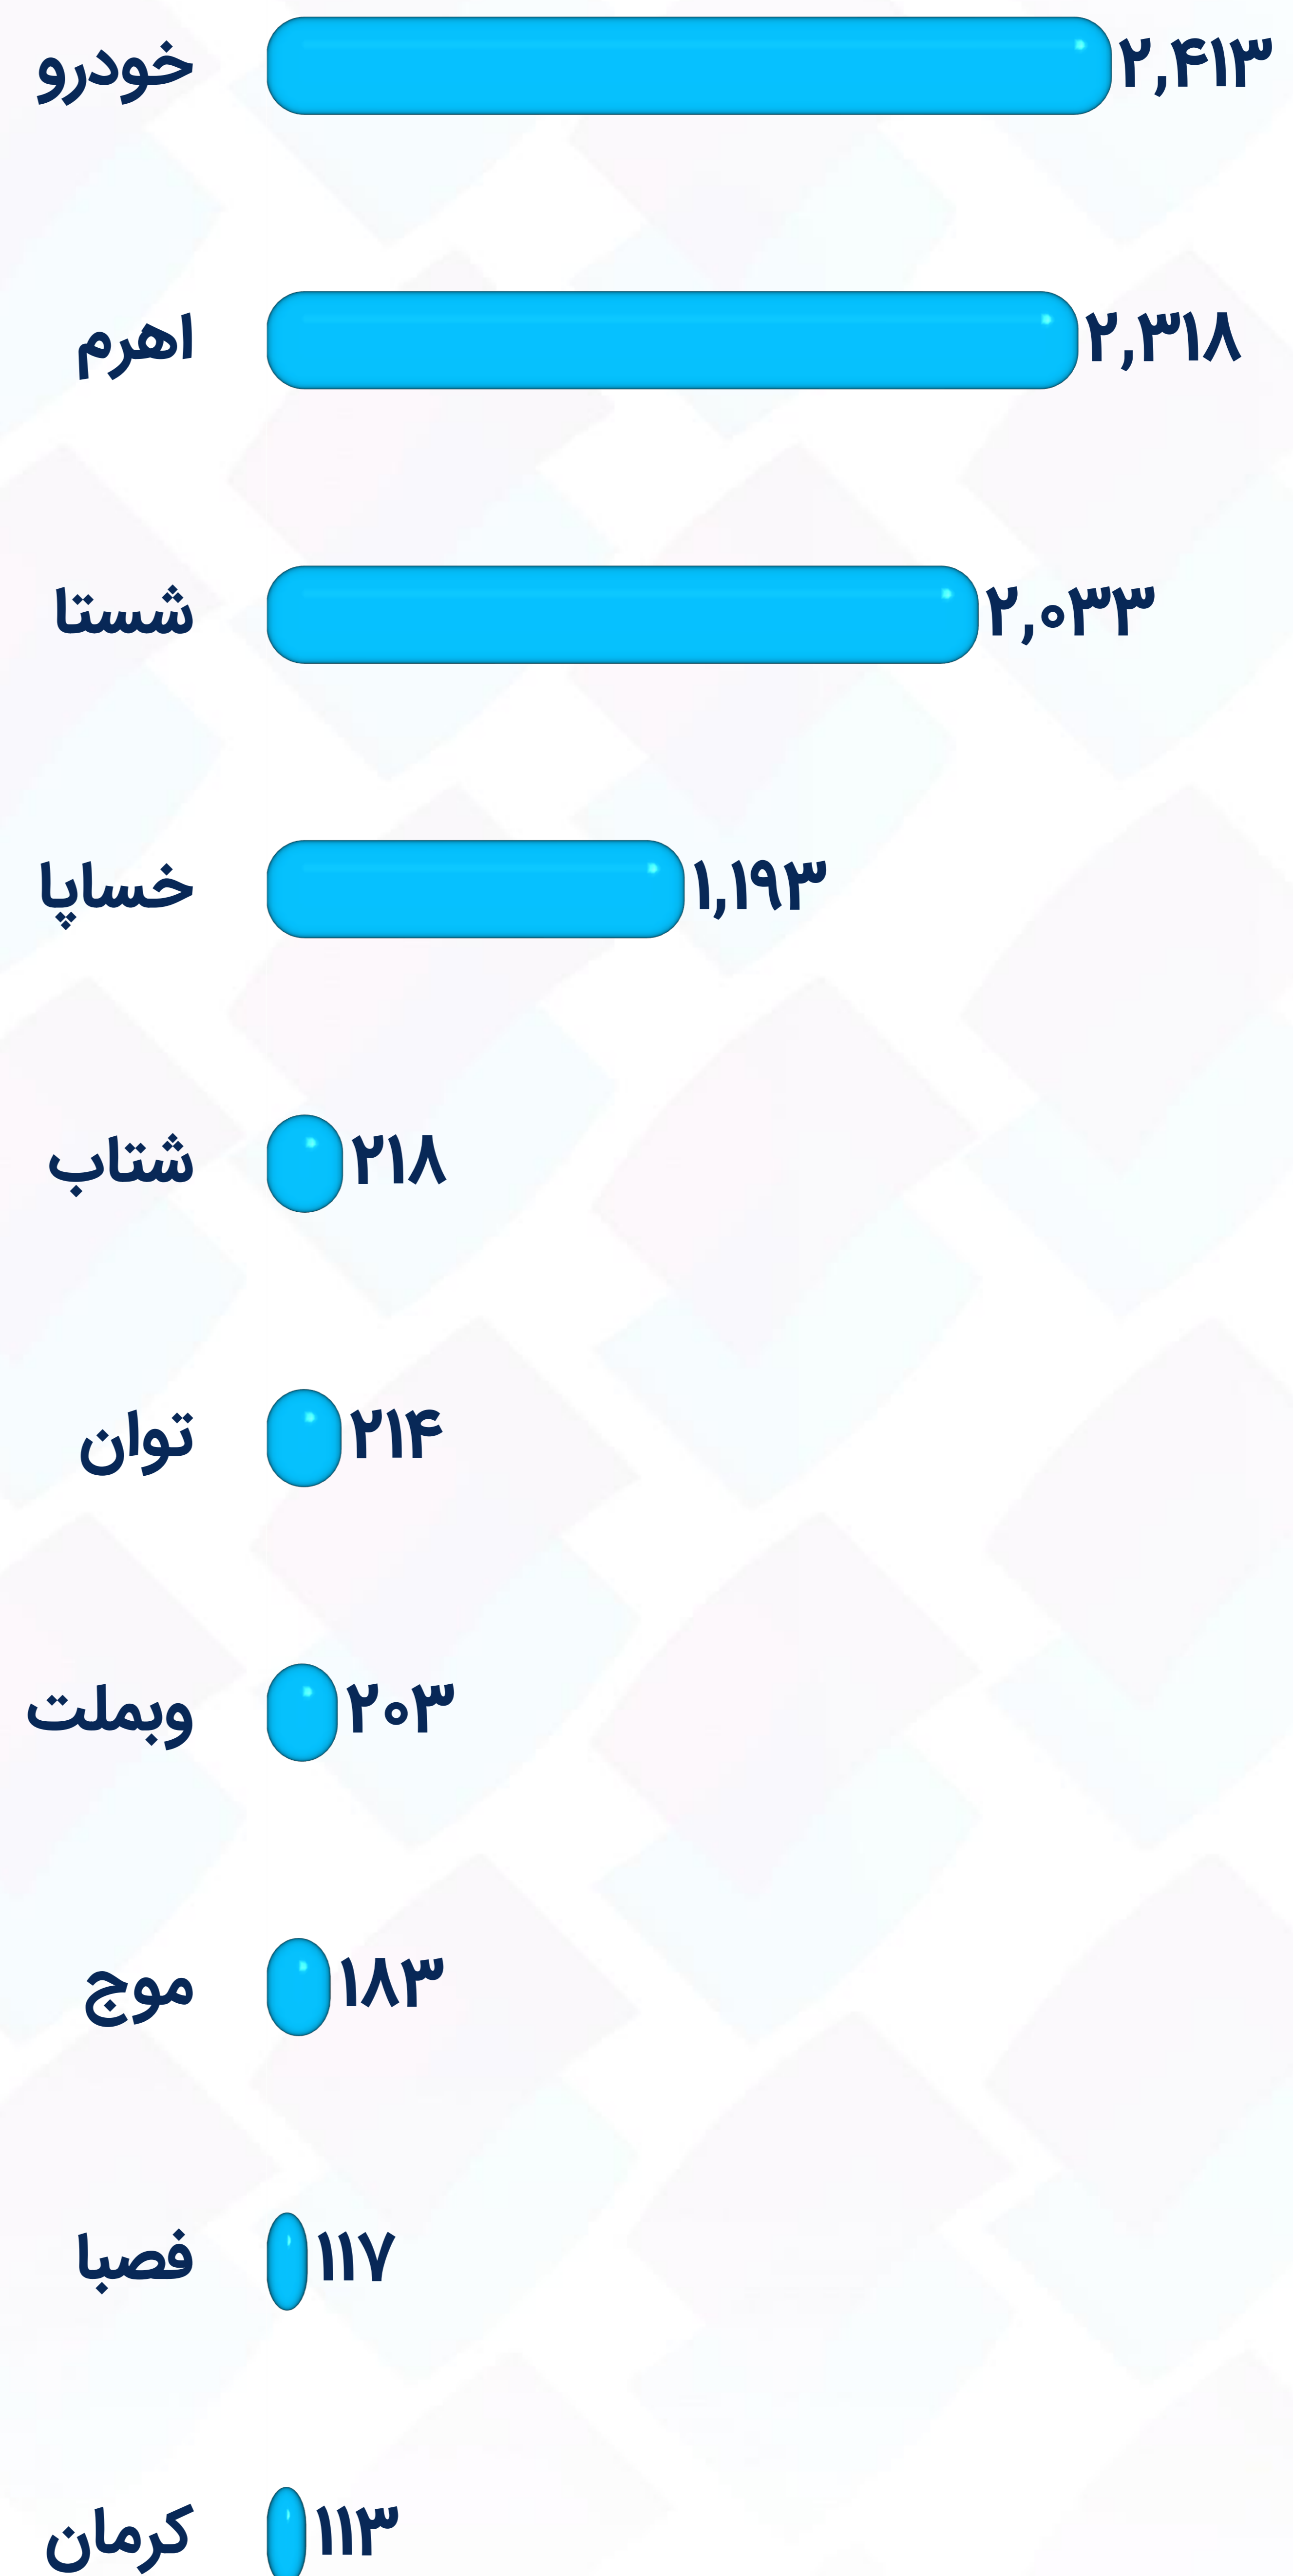 خودرو ۲,۴۱۳
اهرم ۲,۳۱۸
شستا ۲,۰۳۳
خساپا ۱,۱۹۳
شتاب ۲۱۸
توان ۲۱۴
وبملت ۲۰۳
موج ۱۸۳
فصبا ۱۱۷
کرمان ۱۱۳